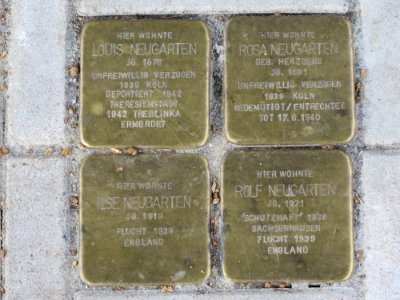 HIER WOHNTE
LOUIS NEUGARTEN
JG. 1878
UNFREIWILLIG VERZOGEN
1939 KÖLN
DEPORTIERT 1942
THERESIENSTADT
1942 TREBLINKA
ERMORDET
HIER WOHNTE
ROSA NEUGARTEN
GEB. HERZBERG
JG. 1881
UNFREIWILLIG VERZOGEN
1939 KÖLN
GEDEMÜTIGT/ENTRECHTET
TOT 17.6.1940
HIER WOHNTE
ILSE NEUGARTEN
JG. 1919
FLUCHT 1939
ENGLAND
HIER WOHNTE
ROLF NEUGARTEN
JG. 1921
"SCHUTZHAFT" 1938
SACHSENHAUSEN
FLUCHT 1939
ENGLAND